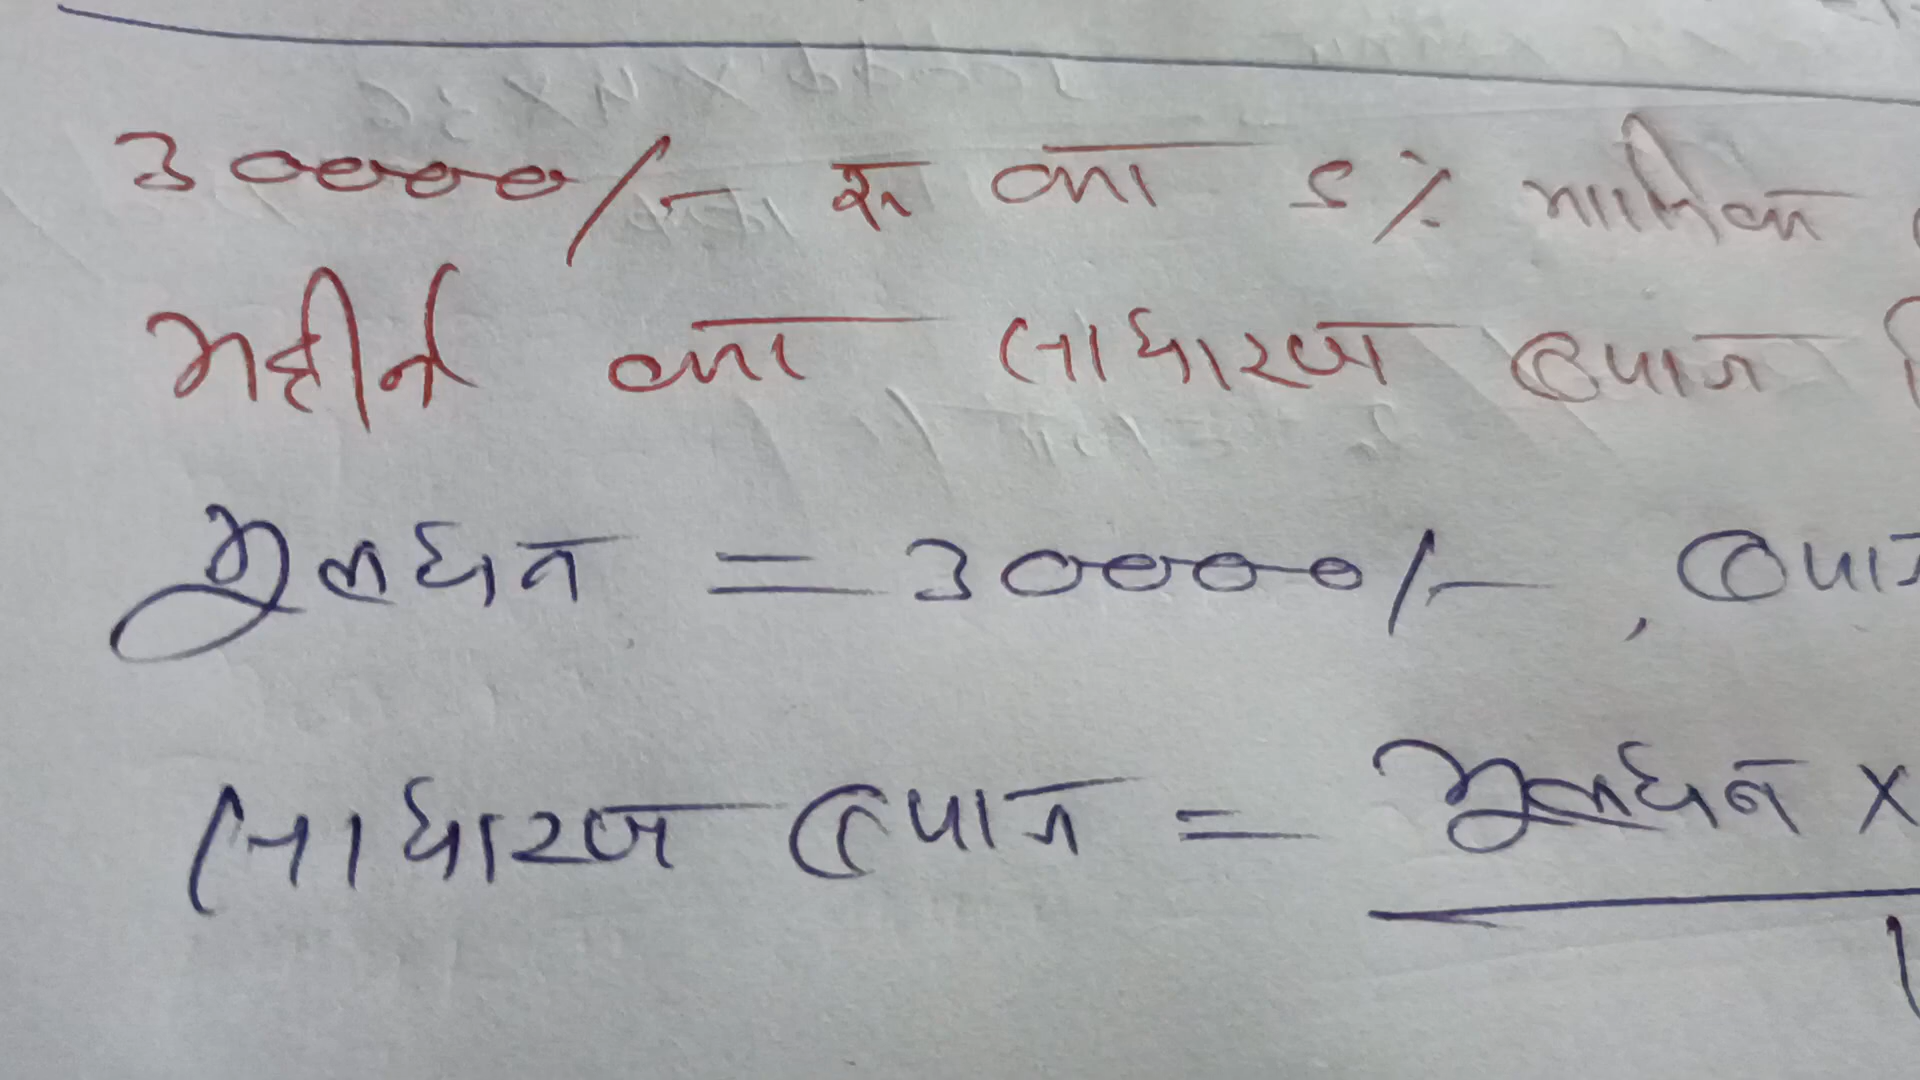 30000/- रू का 5% मासिक
महीने का साधारण ब्याज
मूलधन = 30000/- , ब्याज
साधारण ब्याज = मूलधन ×